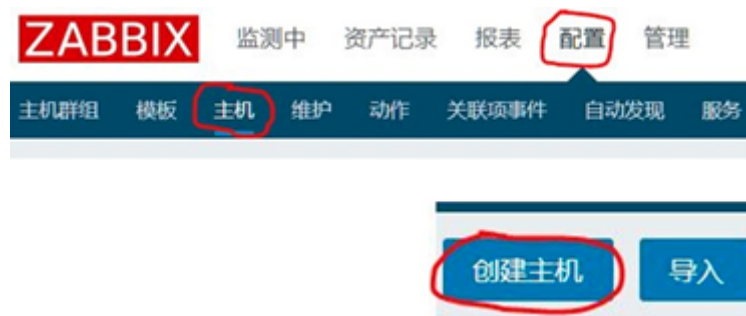 ZABBIX 监测中 资产记录 报表 配置 管理
主机群组 模板 主机 维护 动作 关联项事件 自动发现 服务
创建主机 导入